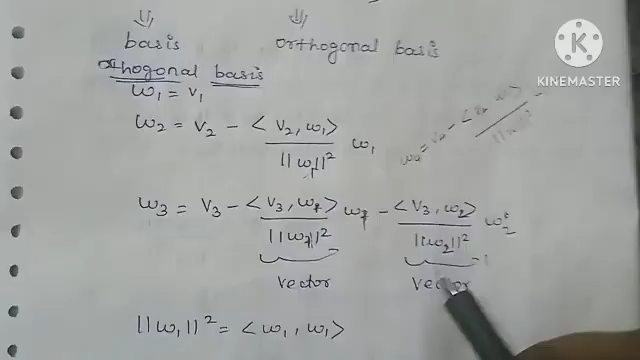 ⇓ ⇓
basis orthogonal basis
K
KINEMASTER
Orthogonal basis
w₁ = v₁
w₂ = v₂ − <v₂, w₁> / ||w₁||² w₁
w₃ = v₃ − <v₃, w₁> / ||w₁||² w₁ − <v₃, w₂> / ||w₂||² w₂
vector vector
||w₁||² = <w₁, w₁>